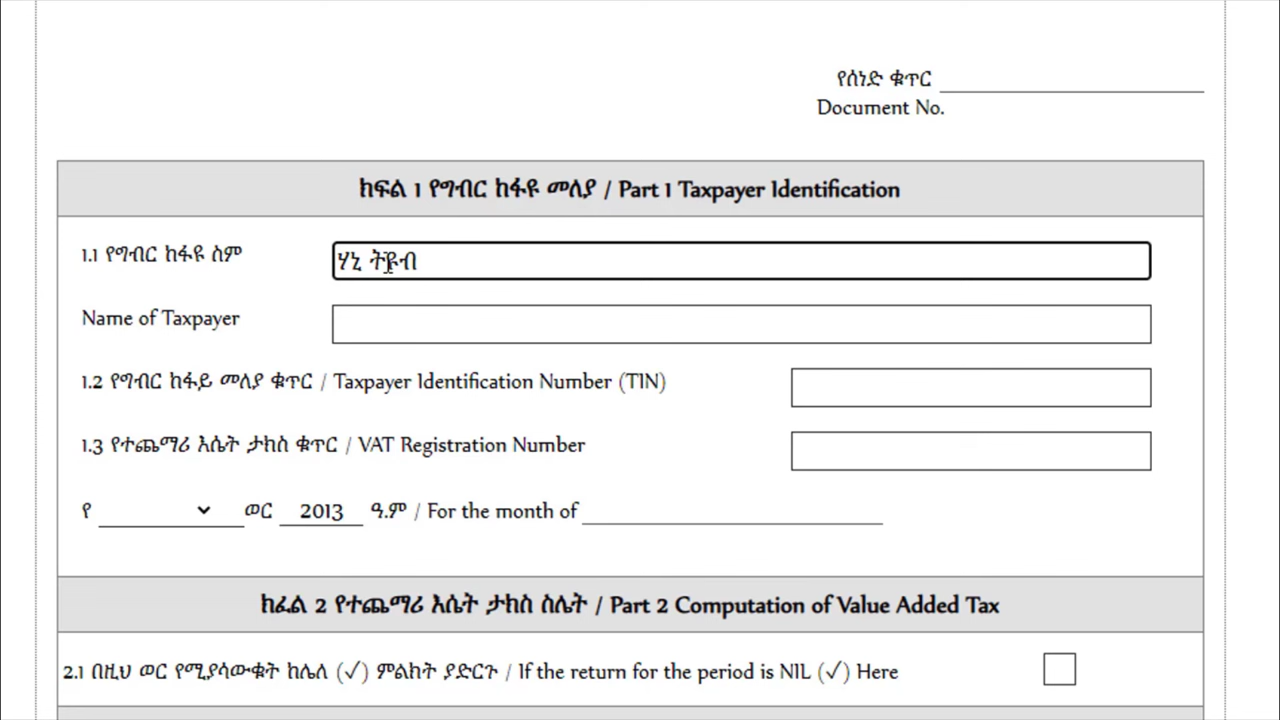 የሰነድ ቁጥር
Document No.
ክፍል 1 የግብር ከፋዩ መለያ / Part 1 Taxpayer Identification
1.1 የግብር ከፋዩ ስም
ሃኒ ትዩብ
Name of Taxpayer
1.2 የግብር ከፋይ መለያ ቁጥር / Taxpayer Identification Number (TIN)
1.3 የተጨማሪ እሴት ታክስ ቁጥር / VAT Registration Number
የ ወር 2013 ዓ.ም / For the month of
ክፈል 2 የተጨማሪ እሴት ታክስ ስሌት / Part 2 Computation of Value Added Tax
2.1 በዚህ ወር የሚያሳውቁት ከሌለ (✓) ምልክት ያድርጉ / If the return for the period is NIL (✓) Here